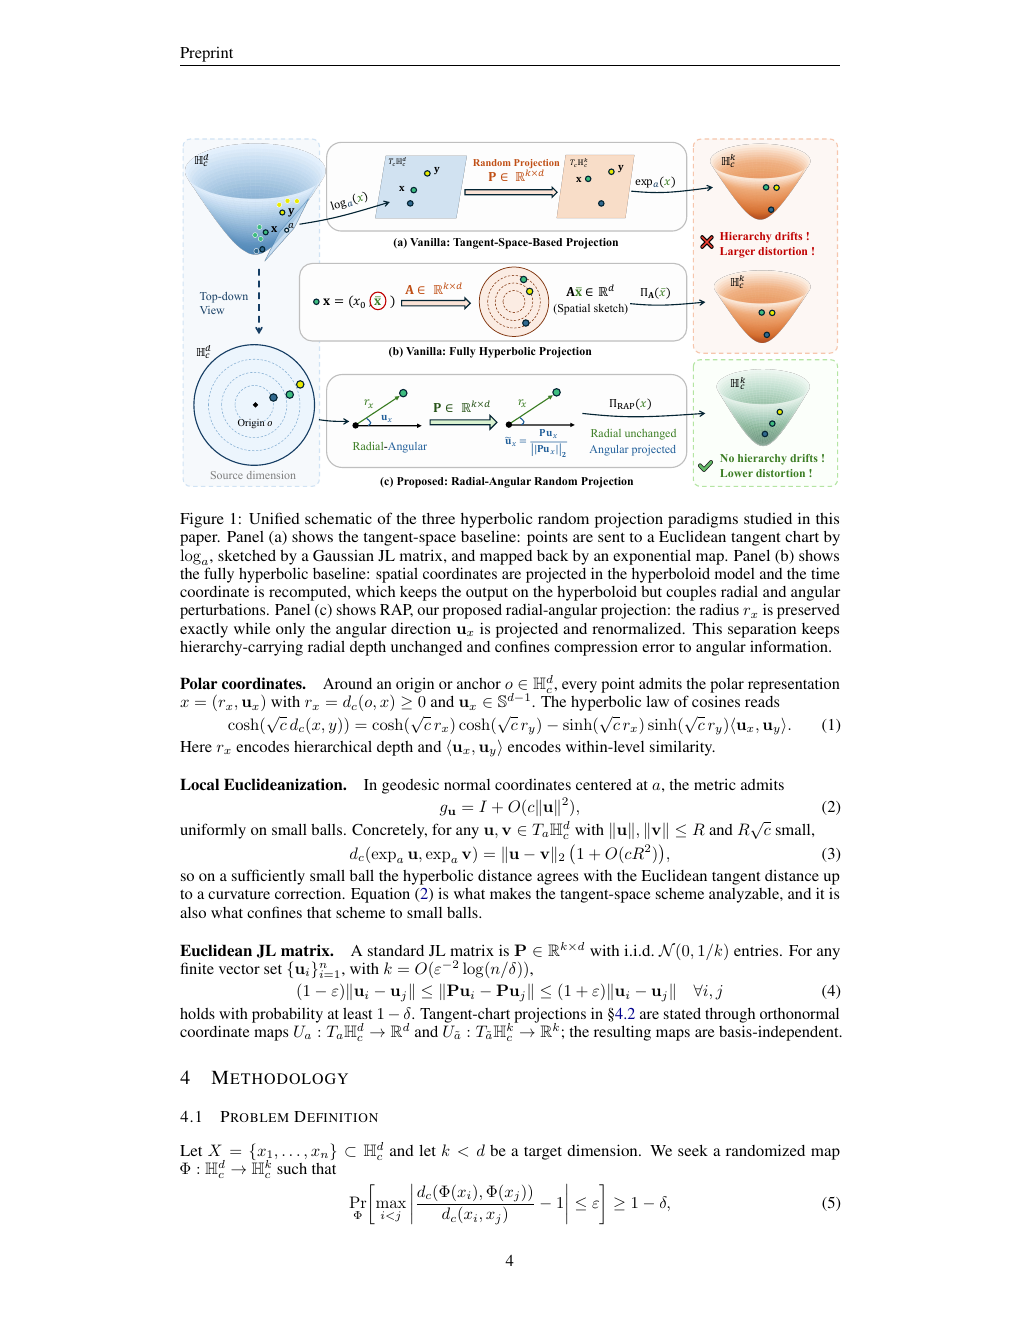 Preprint
ℍ_c^d
y
x
a
log_a(x)
T_cℍ_c^d
y
x
Random Projection
P ∈ ℝ^{k×d}
T_cℍ_c^k
y
x
exp_a(x)
ℍ_c^k
(a) Vanilla: Tangent-Space-Based Projection
Hierarchy drifts !
Larger distortion !
Top-down
View
x = (x_0, x̄ )
A ∈ ℝ^{k×d}
Ax̄ ∈ ℝ^d
(Spatial sketch)
Π_A(x̄)
ℍ_c^k
(b) Vanilla: Fully Hyperbolic Projection
ℍ_c^d
Origin o
Source dimension
r_x
u_x
Radial-Angular
P ∈ ℝ^{k×d}
r_x
ũ_x = Pu_x / ||Pu_x||_2
Π_RAP(x)
Radial unchanged
Angular projected
ℍ_c^k
No hierarchy drifts !
Lower distortion !
(c) Proposed: Radial-Angular Random Projection
Figure 1: Unified schematic of the three hyperbolic random projection paradigms studied in this
paper. Panel (a) shows the tangent-space baseline: points are sent to a Euclidean tangent chart by
log_a, sketched by a Gaussian JL matrix, and mapped back by an exponential map. Panel (b) shows
the fully hyperbolic baseline: spatial coordinates are projected in the hyperboloid model and the time
coordinate is recomputed, which keeps the output on the hyperboloid but couples radial and angular
perturbations. Panel (c) shows RAP, our proposed radial-angular projection: the radius r_x is preserved
exactly while only the angular direction u_x is projected and renormalized. This separation keeps
hierarchy-carrying radial depth unchanged and confines compression error to angular information.
Polar coordinates. Around an origin or anchor o ∈ ℍ_c^d, every point admits the polar representation
x = (r_x, u_x) with r_x = d_c(o, x) ≥ 0 and u_x ∈ 𝕊^{d−1}. The hyperbolic law of cosines reads
cosh(√c d_c(x, y)) = cosh(√c r_x) cosh(√c r_y) − sinh(√c r_x) sinh(√c r_y)⟨u_x, u_y⟩. (1)
Here r_x encodes hierarchical depth and ⟨u_x, u_y⟩ encodes within-level similarity.
Local Euclideanization. In geodesic normal coordinates centered at a, the metric admits
g_u = I + O(c‖u‖^2), (2)
uniformly on small balls. Concretely, for any u, v ∈ T_aℍ_c^d with ‖u‖, ‖v‖ ≤ R and R√c small,
d_c(exp_a u, exp_a v) = ‖u − v‖_2 (1 + O(cR^2)), (3)
so on a sufficiently small ball the hyperbolic distance agrees with the Euclidean tangent distance up
to a curvature correction. Equation (2) is what makes the tangent-space scheme analyzable, and it is
also what confines that scheme to small balls.
Euclidean JL matrix. A standard JL matrix is P ∈ ℝ^{k×d} with i.i.d. 𝒩(0, 1/k) entries. For any
finite vector set {u_i}_{i=1}^n, with k = O(ε^{−2} log(n/δ)),
(1 − ε)‖u_i − u_j‖ ≤ ‖Pu_i − Pu_j‖ ≤ (1 + ε)‖u_i − u_j‖ ∀i, j (4)
holds with probability at least 1 − δ. Tangent-chart projections in §4.2 are stated through orthonormal
coordinate maps U_a : T_aℍ_c^d → ℝ^d and U_ã : T_ãℍ_c^k → ℝ^k; the resulting maps are basis-independent.
4 METHODOLOGY
4.1 PROBLEM DEFINITION
Let X = {x_1, . . . , x_n} ⊂ ℍ_c^d and let k < d be a target dimension. We seek a randomized map
Φ : ℍ_c^d → ℍ_c^k such that
Pr_Φ [ max_{i<j} | d_c(Φ(x_i), Φ(x_j)) / d_c(x_i, x_j) − 1 | ≤ ε ] ≥ 1 − δ, (5)
4